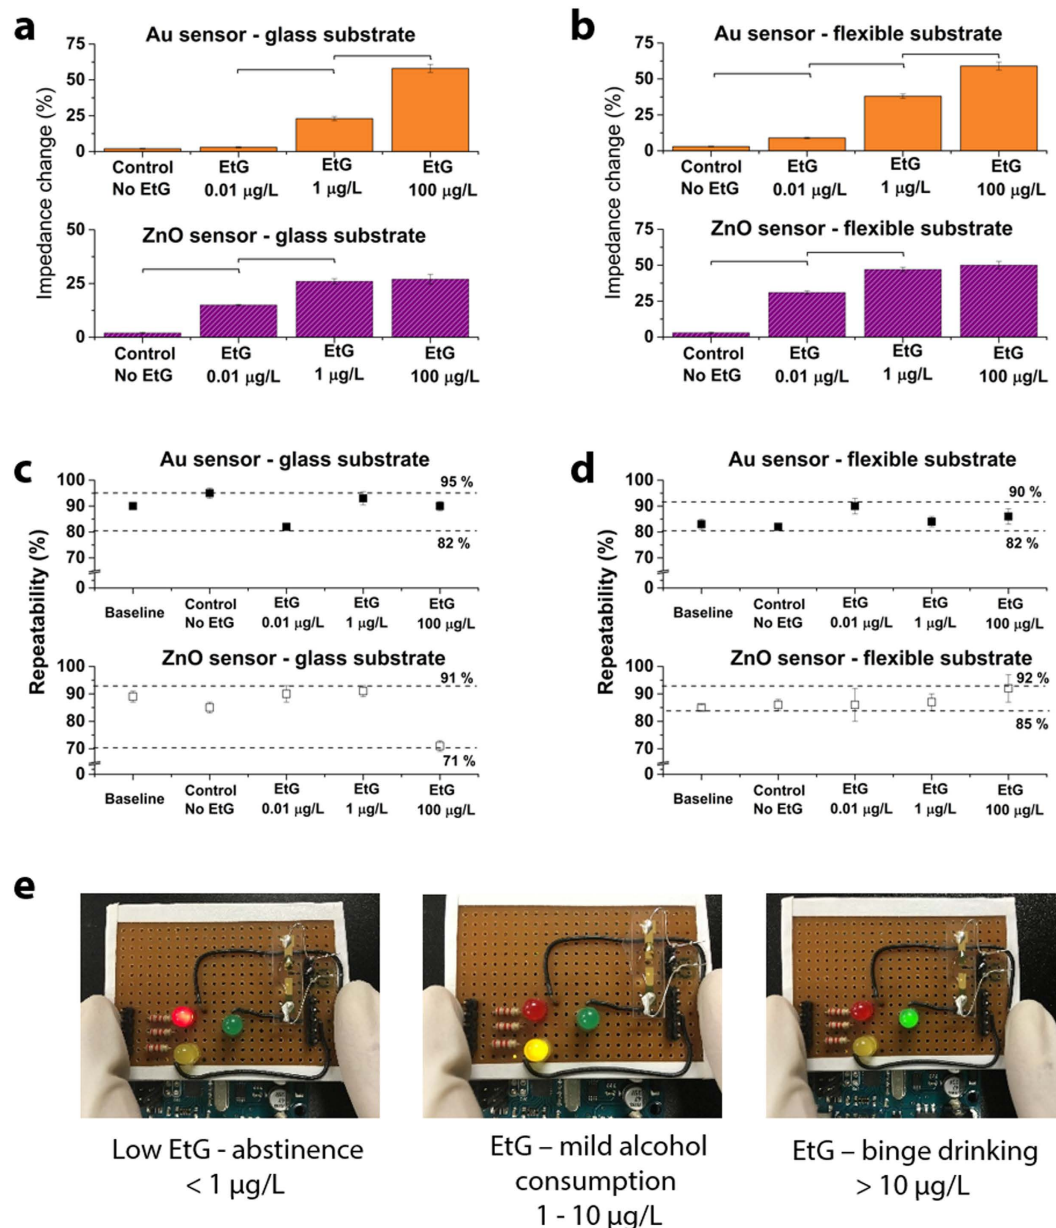 a
Au sensor - glass substrate
Impedance change (%)
75
50
25
0
Control
No EtG
EtG
0.01 µg/L
EtG
1 µg/L
EtG
100 µg/L
ZnO sensor - glass substrate
50
25
0
Control
No EtG
EtG
0.01 µg/L
EtG
1 µg/L
EtG
100 µg/L
b
Au sensor - flexible substrate
Impedance change (%)
75
50
25
0
Control
No EtG
EtG
0.01 µg/L
EtG
1 µg/L
EtG
100 µg/L
ZnO sensor - flexible substrate
75
50
25
0
Control
No EtG
EtG
0.01 µg/L
EtG
1 µg/L
EtG
100 µg/L
c
Au sensor - glass substrate
Repeatability (%)
100
90
80
70
0
95 %
82 %
Baseline
Control
No EtG
EtG
0.01 µg/L
EtG
1 µg/L
EtG
100 µg/L
ZnO sensor - glass substrate
100
90
80
70
0
91 %
71 %
Baseline
Control
No EtG
EtG
0.01 µg/L
EtG
1 µg/L
EtG
100 µg/L
d
Au sensor - flexible substrate
Repeatability (%)
100
90
80
70
0
90 %
82 %
Baseline
Control
No EtG
EtG
0.01 µg/L
EtG
1 µg/L
EtG
100 µg/L
ZnO sensor - flexible substrate
100
90
80
70
0
92 %
85 %
Baseline
Control
No EtG
EtG
0.01 µg/L
EtG
1 µg/L
EtG
100 µg/L
e
Low EtG - abstinence
< 1 µg/L
EtG – mild alcohol
consumption
1 - 10 µg/L
EtG – binge drinking
> 10 µg/L